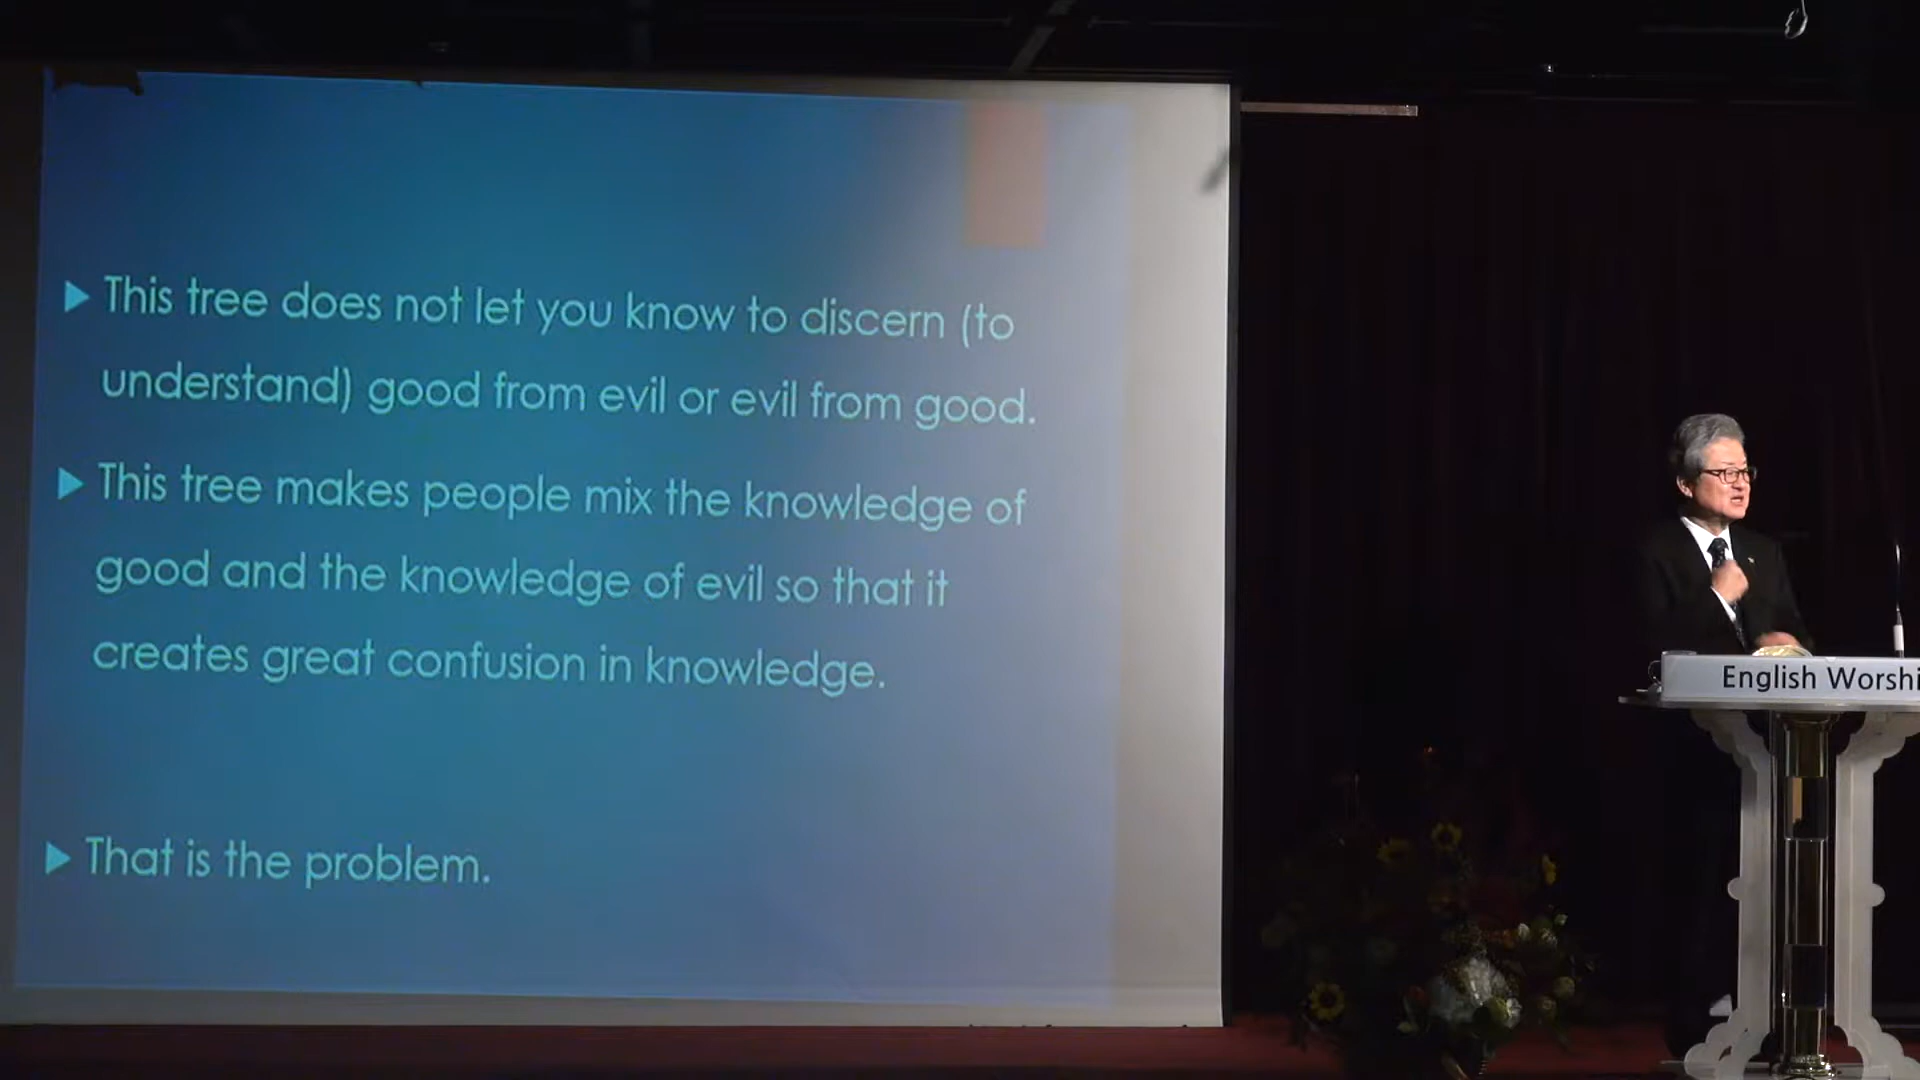 This tree does not let you know to discern (to
understand) good from evil or evil from good.
This tree makes people mix the knowledge of
good and the knowledge of evil so that it
creates great confusion in knowledge.
That is the problem.
English Worshi